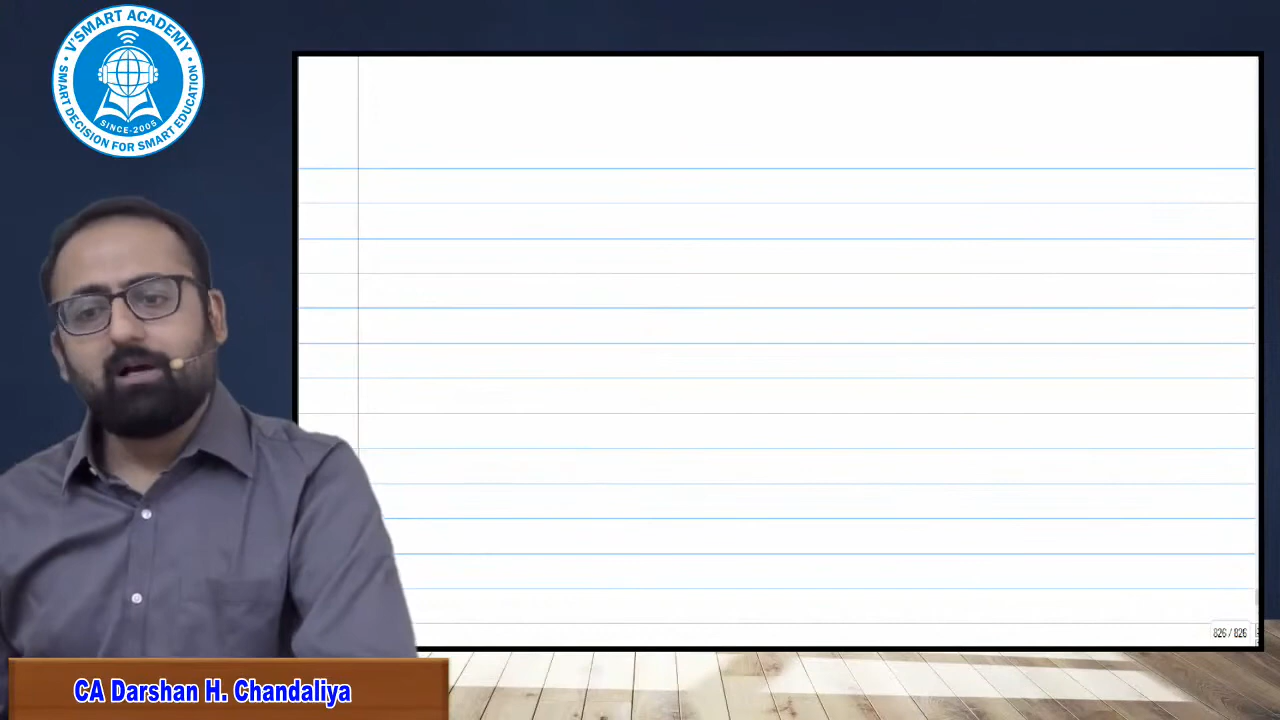 V'SMART ACADEMY
SINCE-2005
SMART DECISION FOR SMART EDUCATION
826 / 826
CA Darshan H. Chandaliya